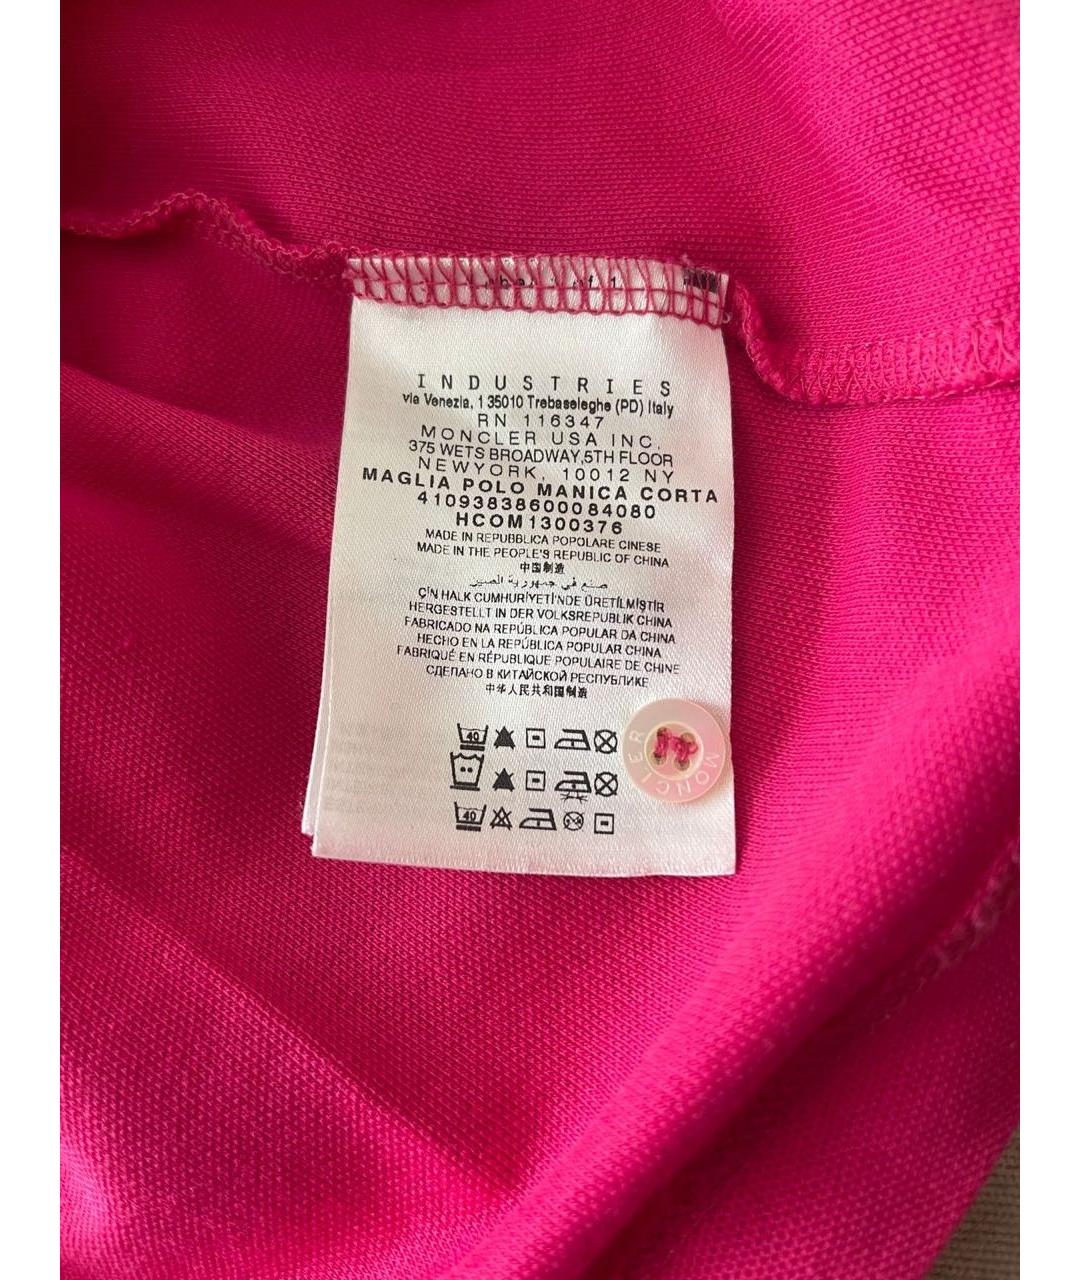 INDUSTRIES
via Venezia, 1 35010 Trebaseleghe (PD) Italy
RN 116347
MONCLER USA INC.
375 WETS BROADWAY,5TH FLOOR
NEWYORK, 10012 NY
MAGLIA POLO MANICA CORTA
41093838600084080
HCOM1300376
MADE IN REPUBBLICA POPOLARE CINESE
MADE IN THE PEOPLE'S REPUBLIC OF CHINA
中国制造
صنع في جمهورية الصين
ÇİN HALK CUMHURİYETİ'NDE ÜRETİLMİŞTİR
HERGESTELLT IN DER VOLKSREPUBLIK CHINA
FABRICADO NA REPÚBLICA POPULAR DA CHINA
HECHO EN LA REPÚBLICA POPULAR CHINA
FABRIQUÉ EN RÉPUBLIQUE POPULAIRE DE CHINE
СДЕЛАНО В КИТАЙСКОЙ РЕСПУБЛИКЕ
中华人民共和国制造
40
40
MONCLER